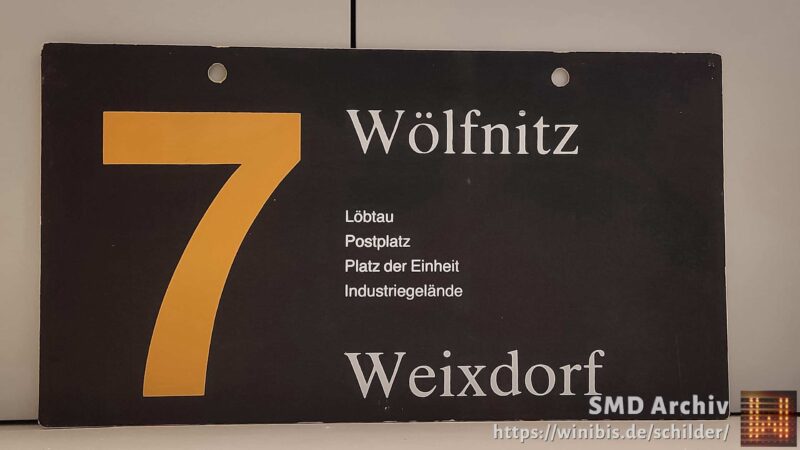 7
Wölfnitz
Löbtau
Postplatz
Platz der Einheit
Industriegelände
Weixdorf
SMD Archiv
https://winibis.de/schilder/